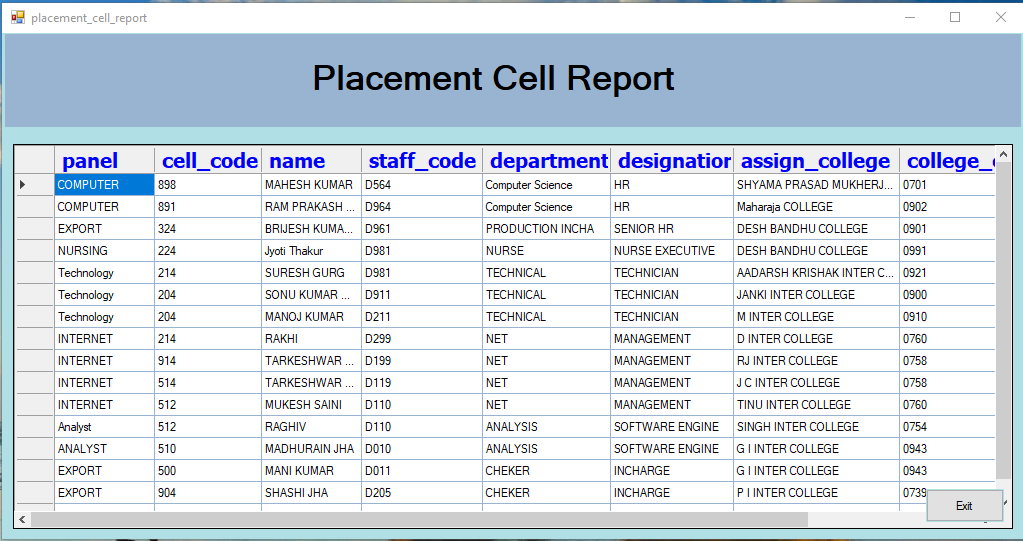 placement_cell_report
Placement Cell Report
panel cell_code name staff_code department designation assign_college college_c
COMPUTER 898 MAHESH KUMAR D564 Computer Science HR SHYAMA PRASAD MUKHERJ... 0701
COMPUTER 891 RAM PRAKASH ... D964 Computer Science HR Maharaja COLLEGE 0902
EXPORT 324 BRIJESH KUMA... D961 PRODUCTION INCHA SENIOR HR DESH BANDHU COLLEGE 0901
NURSING 224 Jyoti Thakur D981 NURSE NURSE EXECUTIVE DESH BANDHU COLLEGE 0991
Technology 214 SURESH GURG D981 TECHNICAL TECHNICIAN AADARSH KRISHAK INTER C... 0921
Technology 204 SONU KUMAR ... D911 TECHNICAL TECHNICIAN JANKI INTER COLLEGE 0900
Technology 204 MANOJ KUMAR D211 TECHNICAL TECHNICIAN M INTER COLLEGE 0910
INTERNET 214 RAKHI D299 NET MANAGEMENT D INTER COLLEGE 0760
INTERNET 914 TARKESHWAR ... D199 NET MANAGEMENT RJ INTER COLLEGE 0758
INTERNET 514 TARKESHWAR ... D119 NET MANAGEMENT J C INTER COLLEGE 0758
INTERNET 512 MUKESH SAINI D110 NET MANAGEMENT TINU INTER COLLEGE 0760
Analyst 512 RAGHIV D110 ANALYSIS SOFTWARE ENGINE SINGH INTER COLLEGE 0754
ANALYST 510 MADHURAIN JHA D010 ANALYSIS SOFTWARE ENGINE G I INTER COLLEGE 0943
EXPORT 500 MANI KUMAR D011 CHEKER INCHARGE G I INTER COLLEGE 0943
EXPORT 904 SHASHI JHA D205 CHEKER INCHARGE P I INTER COLLEGE 0739
Exit